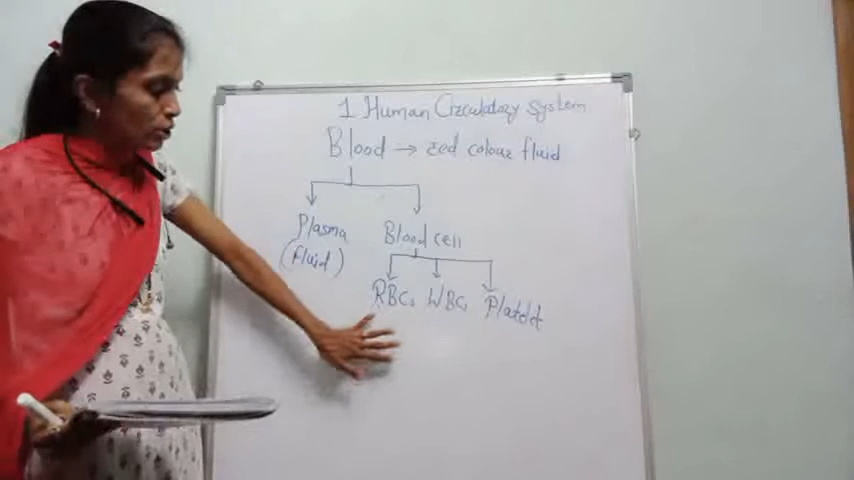 1 Human Circulatory System
Blood → red colour fluid
Plasma Blood cell
(fluid)
RBCs WBCs Platelet